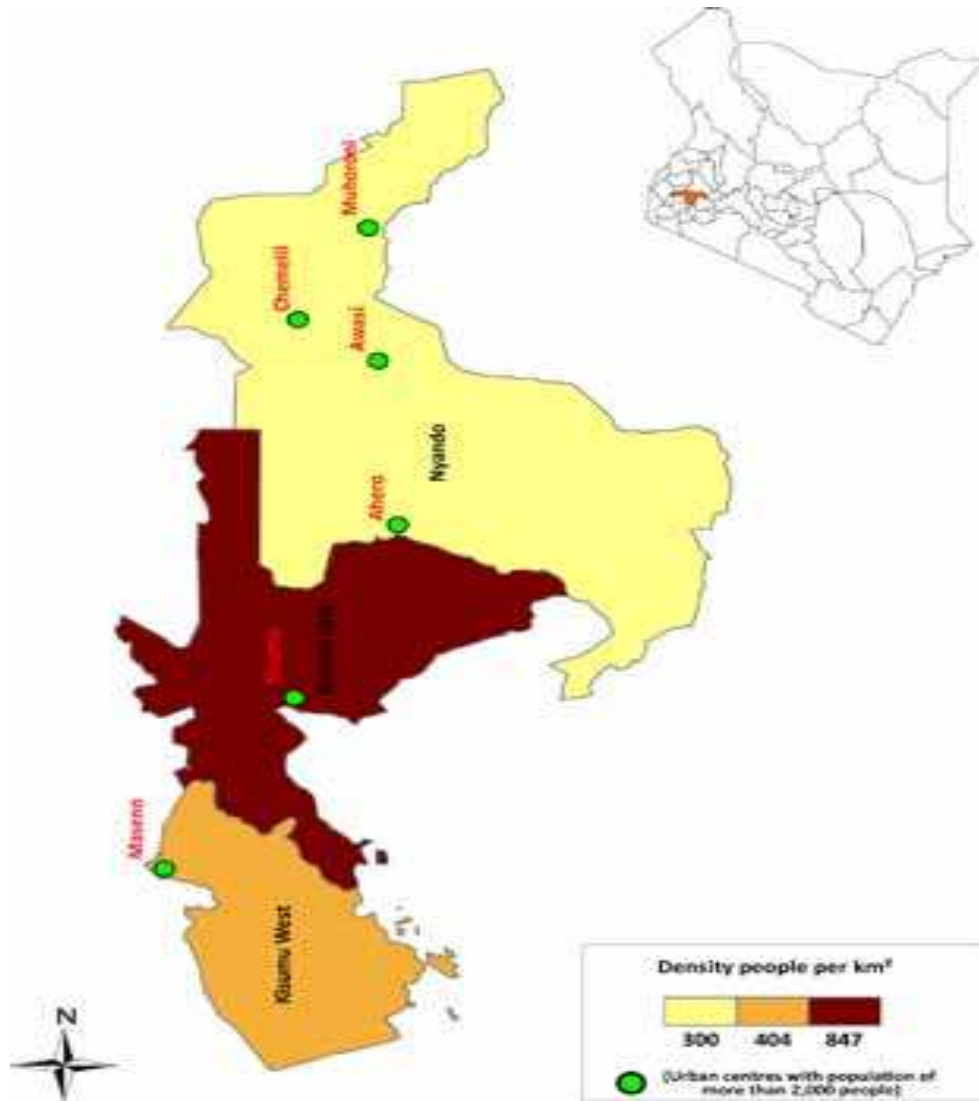 Muhoroni
Chemelil
Awasi
Ahero
Nyando
Maseno
Kisumu West
N
Density people per km²
300 404 847
(Urban centres with population of
more than 2,000 people)